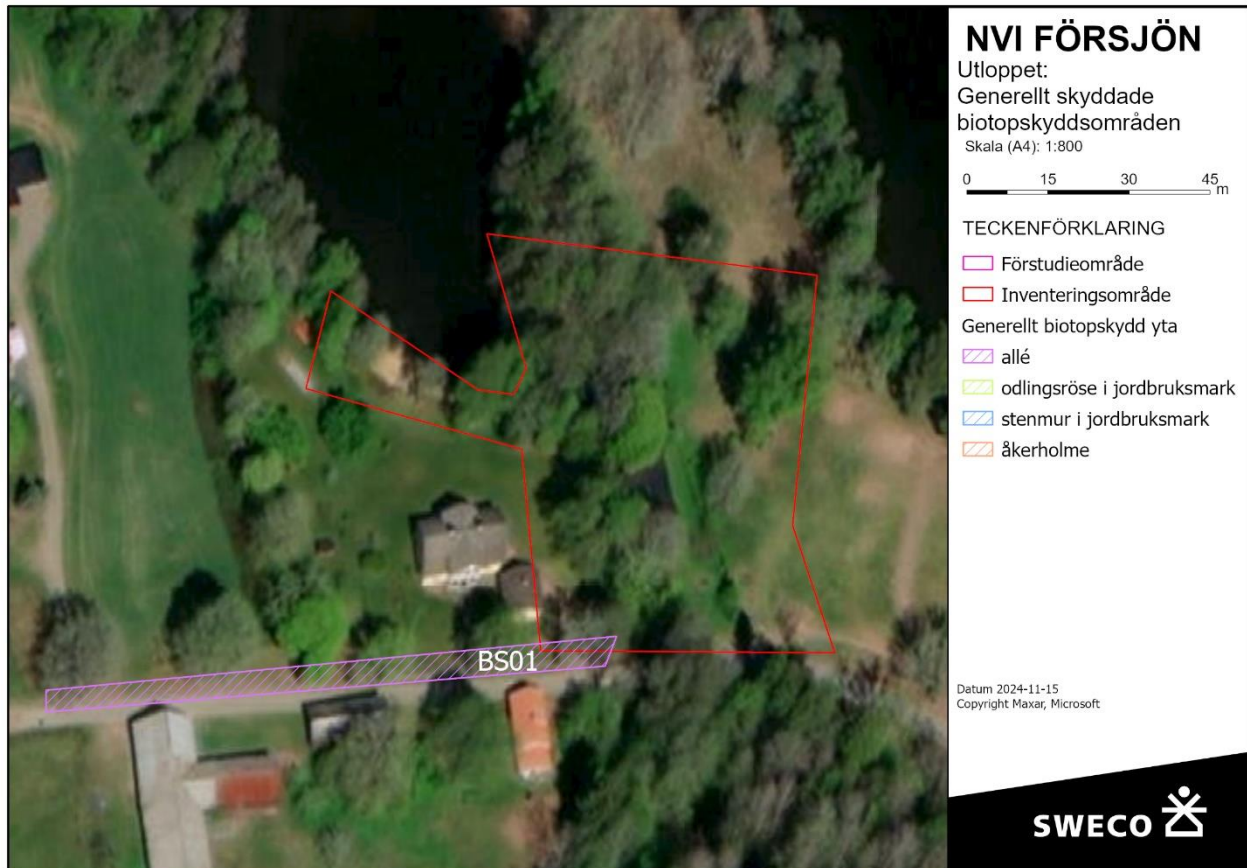 NVI FÖRSJÖN
Utloppet:
Generellt skyddade
biotopskyddsområden
Skala (A4): 1:800
0 15 30 45
m
TECKENFÖRKLARING
Förstudieområde
Inventeringsområde
Generellt biotopskydd yta
allé
odlingsröse i jordbruksmark
stenmur i jordbruksmark
åkerholme
BS01
Datum 2024-11-15
Copyright Maxar, Microsoft
SWECO